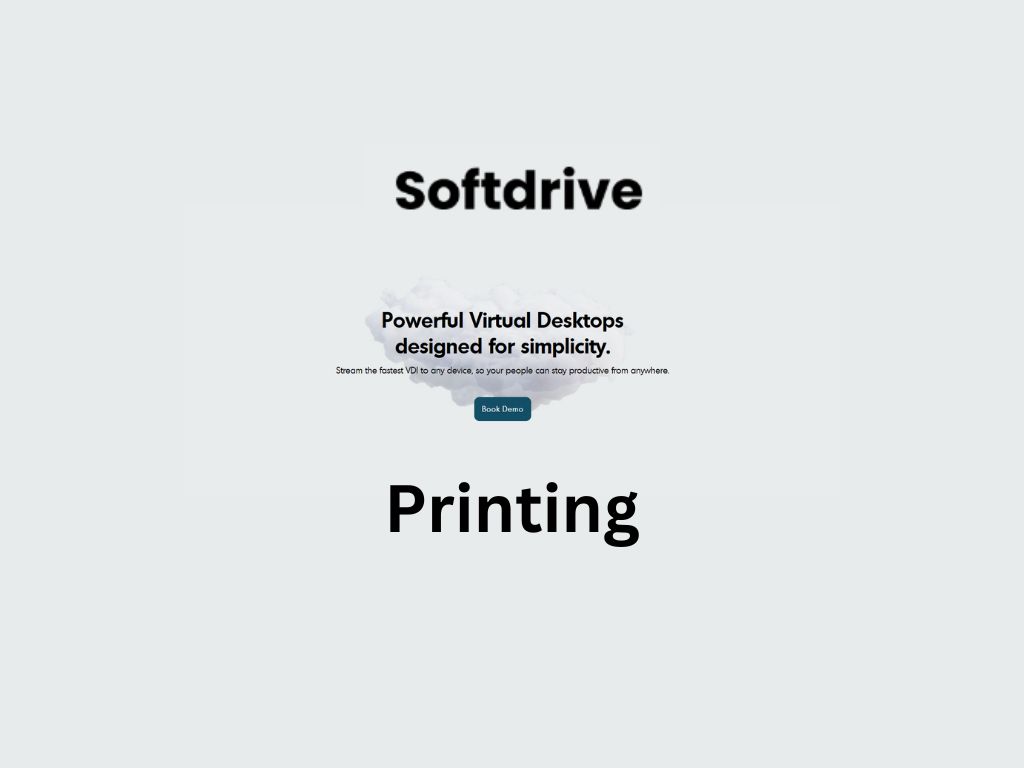 Softdrive
Powerful Virtual Desktops
designed for simplicity.
Stream the fastest VDI to any device, so your people can stay productive from anywhere.
Book Demo
Printing